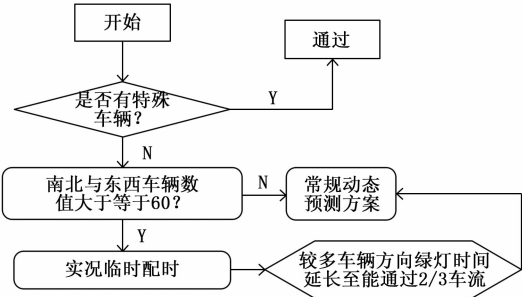 开始
通过
是否有特殊
车辆？
Y
N
南北与东西车辆数
值大于等于60？
N
常规动态
预测方案
Y
实况临时配时
较多车辆方向绿灯时间
延长至能通过2/3车流